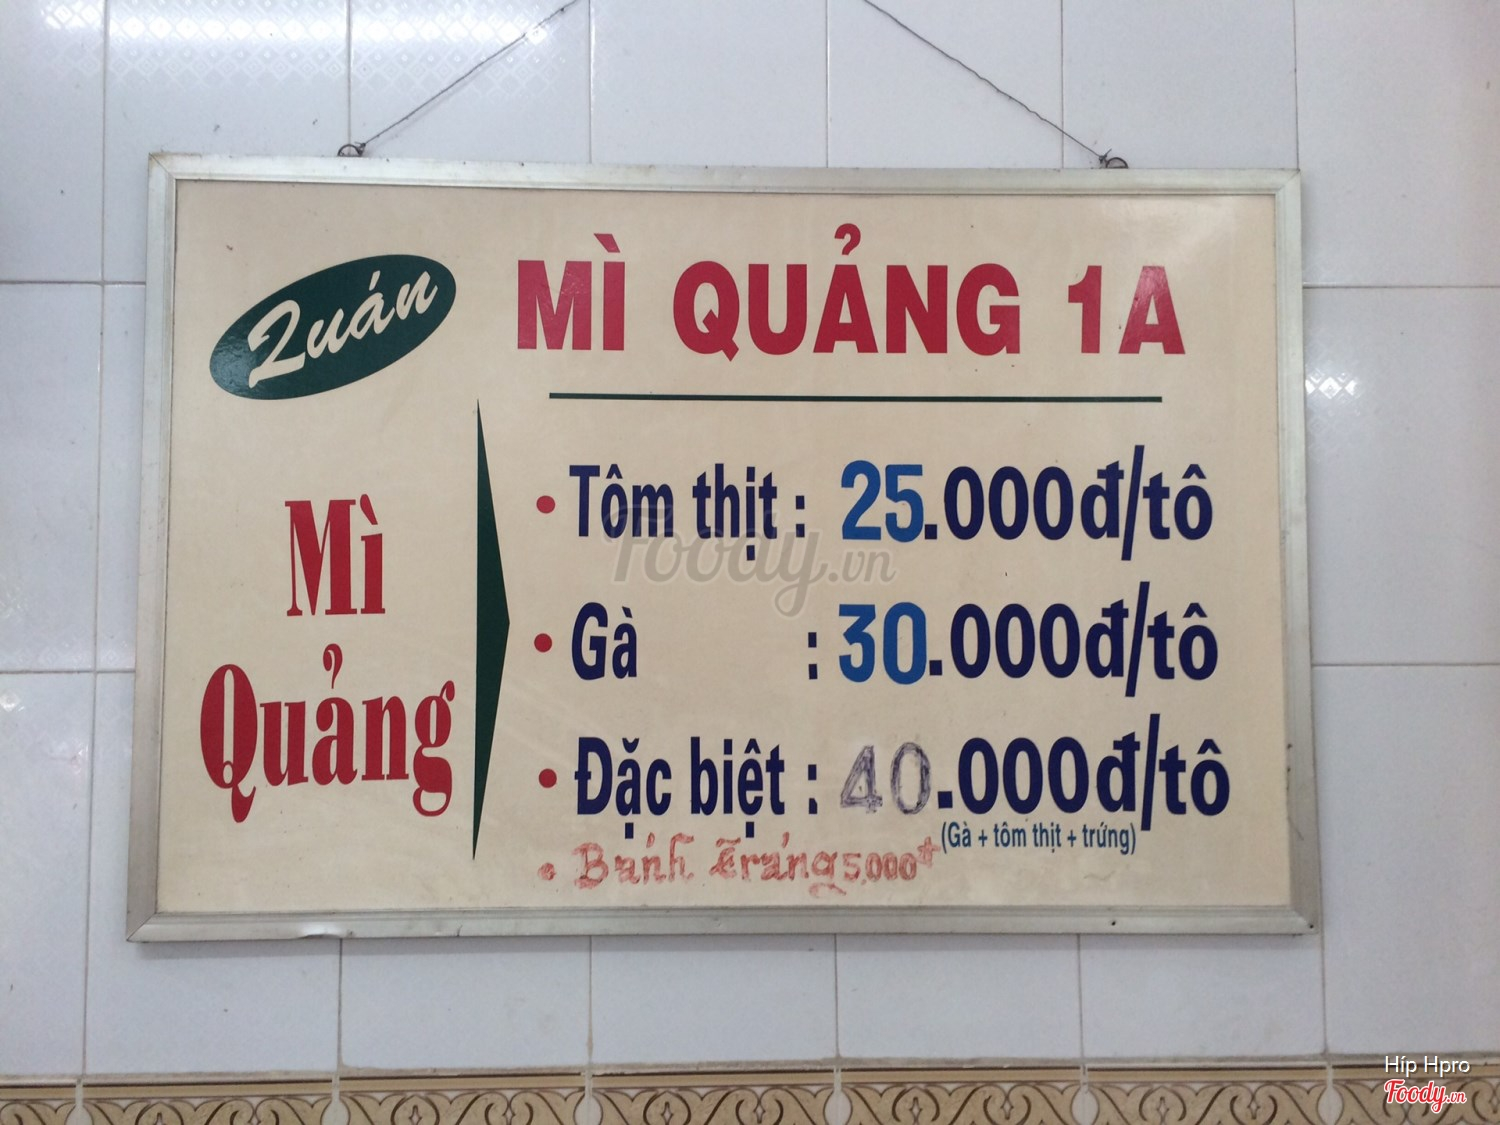 Quán
MÌ QUẢNG 1A
Mì
Quảng
• Tôm thịt : 25.000đ/tô
• Gà : 30.000đ/tô
• Đặc biệt : 40.000đ/tô
(Gà + tôm thịt + trứng)
• Bánh tráng 5.000đ
Foody.vn
Híp Hpro
Foody.vn